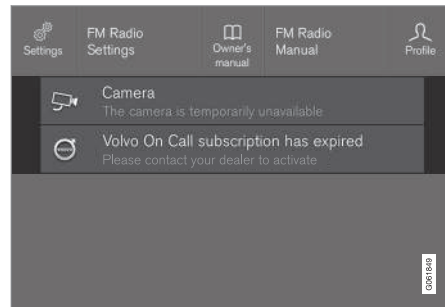 Settings
FM Radio
Settings
Owner's
manual
FM Radio
Manual
Profile
Camera
The camera is temporarily unavailable
Volvo On Call subscription has expired
Please contact your dealer to activate
G061849